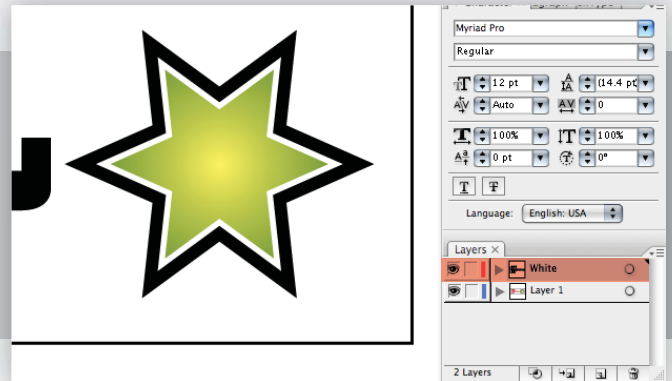 Character
Myriad Pro
Regular
12 pt (14.4 pt)
Auto 0
100% 100%
0 pt 0°
T T
Language: English: USA
Layers ×
White
Layer 1
2 Layers